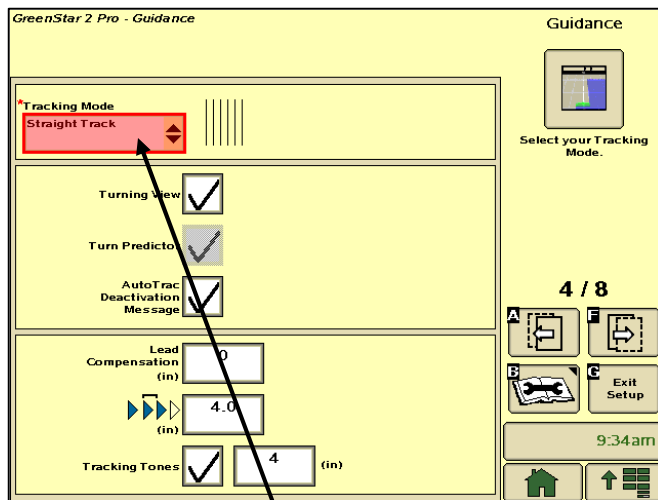 GreenStar 2 Pro - Guidance
*Tracking Mode
Straight Track
Turning View
Turn Predictor
AutoTrac
Deactivation
Message
Lead
Compensation
(in)
0
4.0
(in)
Tracking Tones
4
(in)
Guidance
Select your Tracking
Mode.
4 / 8
A
F
B
G
Exit
Setup
9:34am